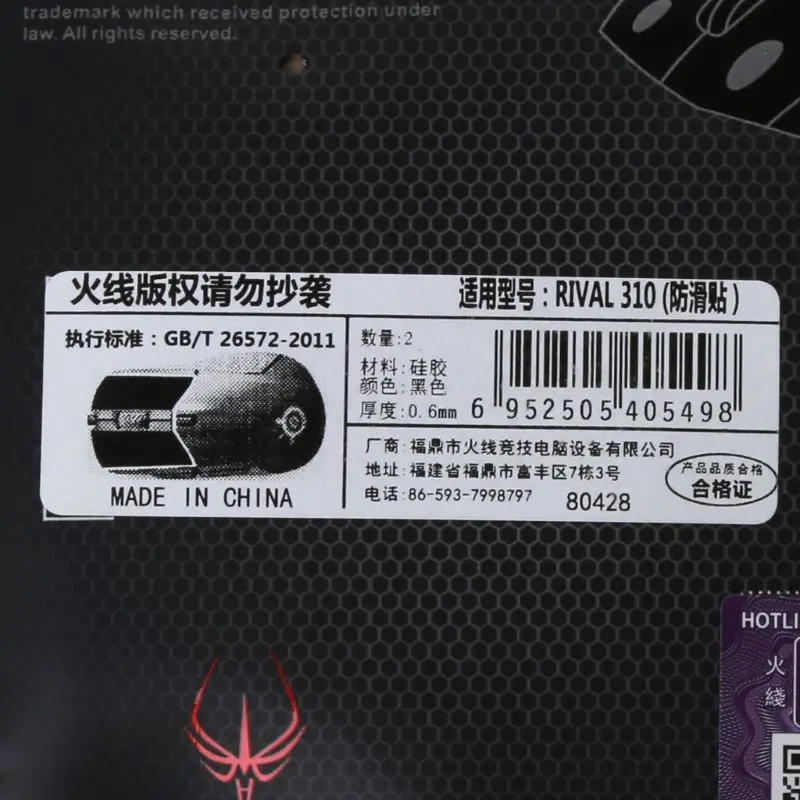 trademark which received protection under
law. All rights reserved.
火线版权请勿抄袭
适用型号：RIVAL 310 (防滑贴)
执行标准：GB/T 26572-2011
MADE IN CHINA
数量:2
材料:硅胶
颜色:黑色
厚度:0.6mm
6 952505 405498
厂商:福鼎市火线竞技电脑设备有限公司
地址:福建省福鼎市富丰区7栋3号
电话:86-593-7998797
80428
产品品质合格
合格证
HOTLI
火
綫